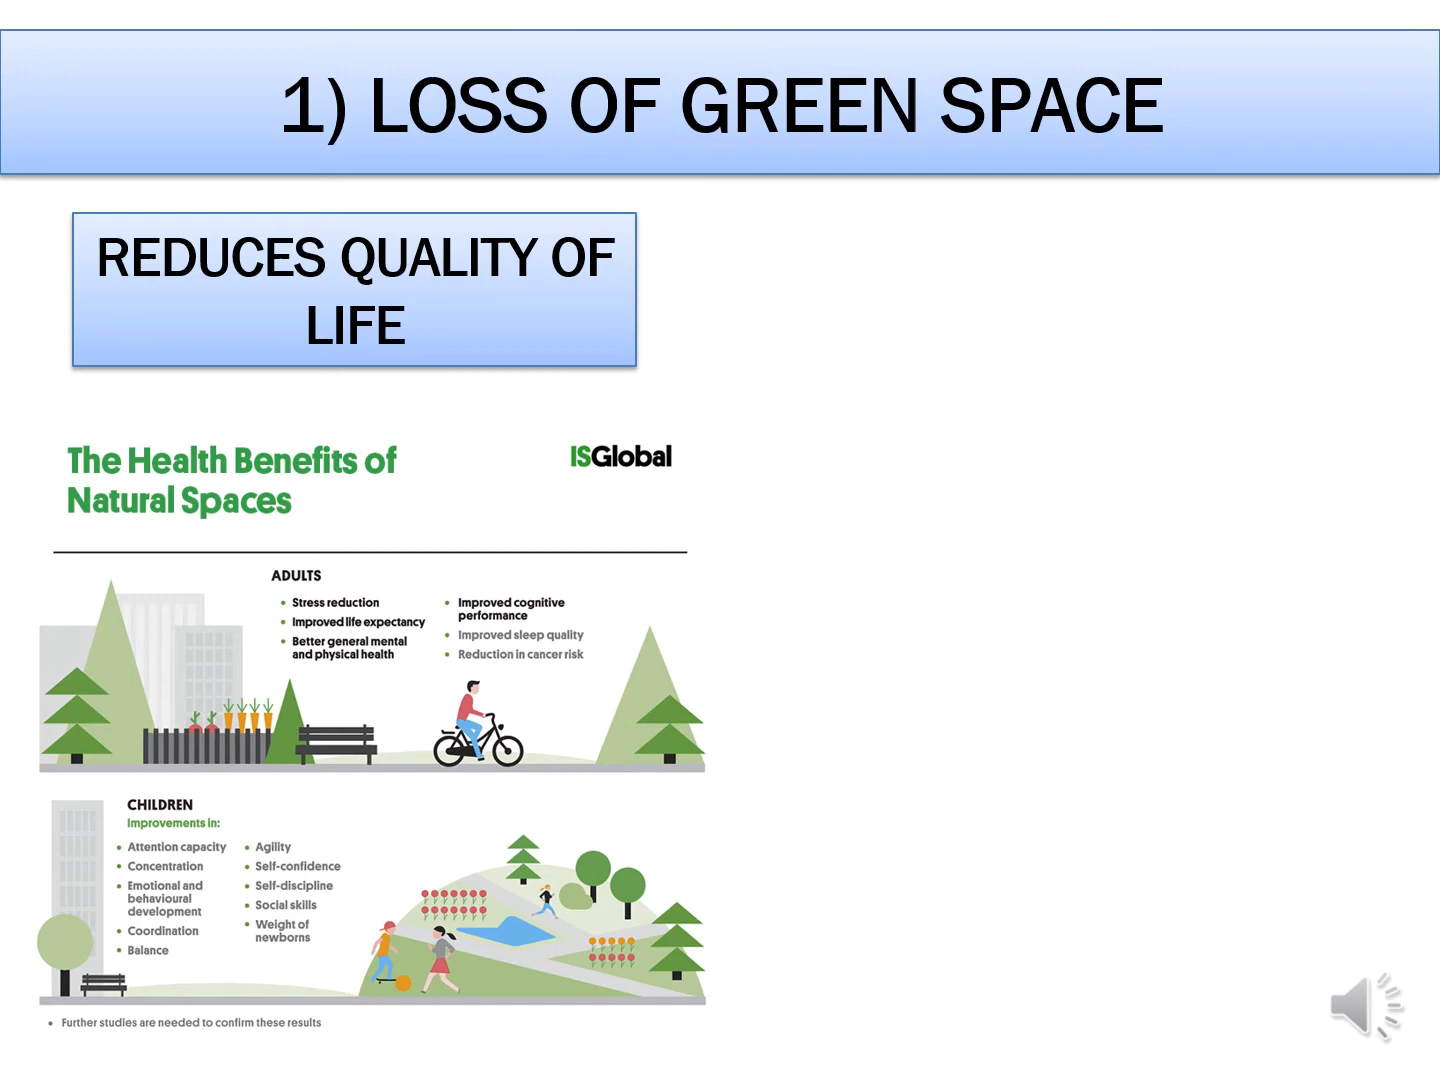 1) LOSS OF GREEN SPACE
REDUCES QUALITY OF
LIFE
The Health Benefits of
Natural Spaces
ISGlobal
ADULTS
• Stress reduction
• Improved life expectancy
• Better general mental
and physical health
• Improved cognitive
performance
• Improved sleep quality
• Reduction in cancer risk
CHILDREN
Improvements in:
• Attention capacity
• Concentration
• Emotional and
behavioural
development
• Coordination
• Balance
• Agility
• Self-confidence
• Self-discipline
• Social skills
• Weight of
newborns
• Further studies are needed to confirm these results